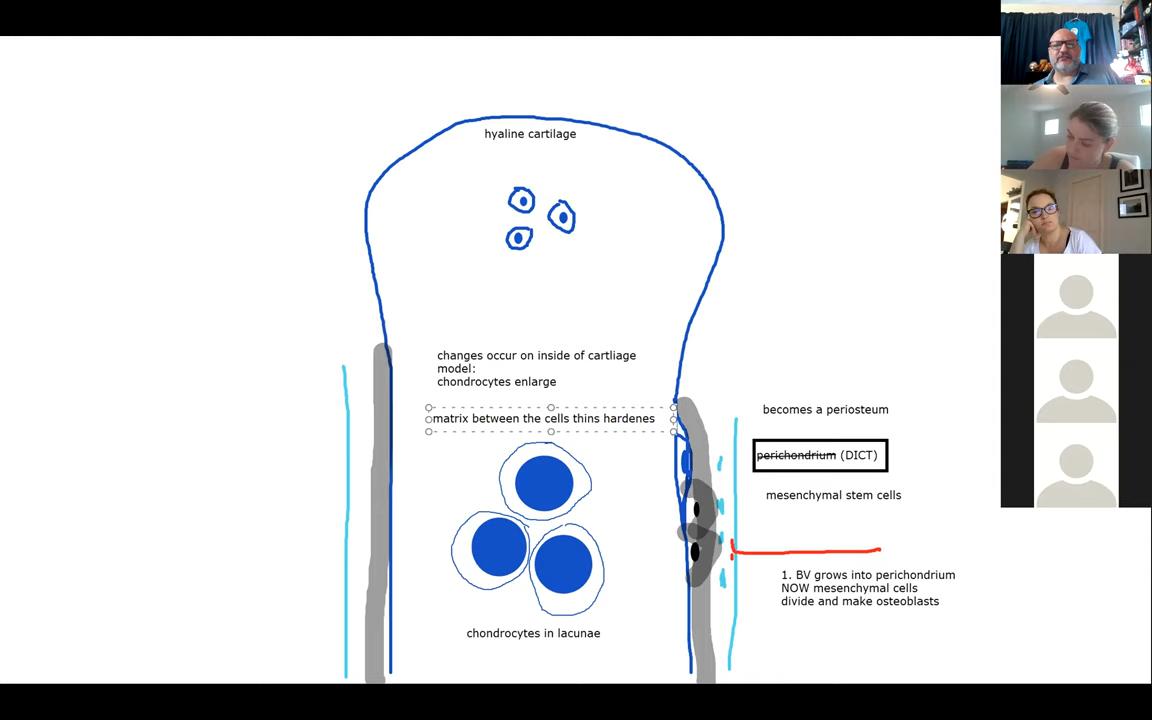 hyaline cartilage
changes occur on inside of cartliage
model:
chondrocytes enlarge
matrix between the cells thins hardenes
chondrocytes in lacunae
becomes a periosteum
perichondrium (DICT)
mesenchymal stem cells
1. BV grows into perichondrium
NOW mesenchymal cells
divide and make osteoblasts